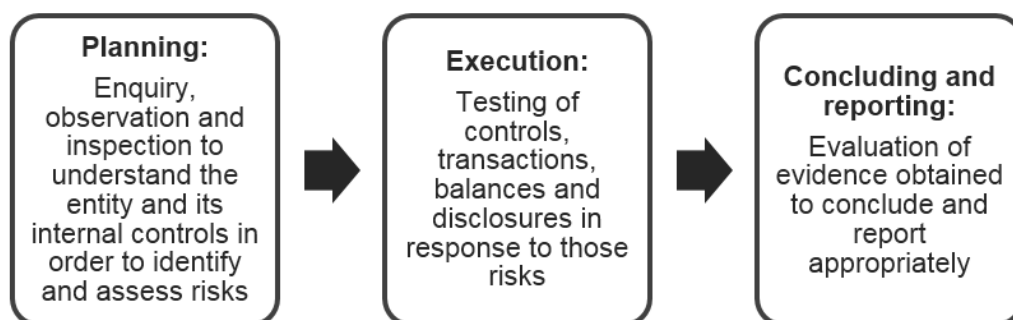 Planning:
Enquiry,
observation and
inspection to
understand the
entity and its
internal controls in
order to identify
and assess risks
Execution:
Testing of
controls,
transactions,
balances and
disclosures in
response to those
risks
Concluding and
reporting:
Evaluation of
evidence obtained
to conclude and
report
appropriately